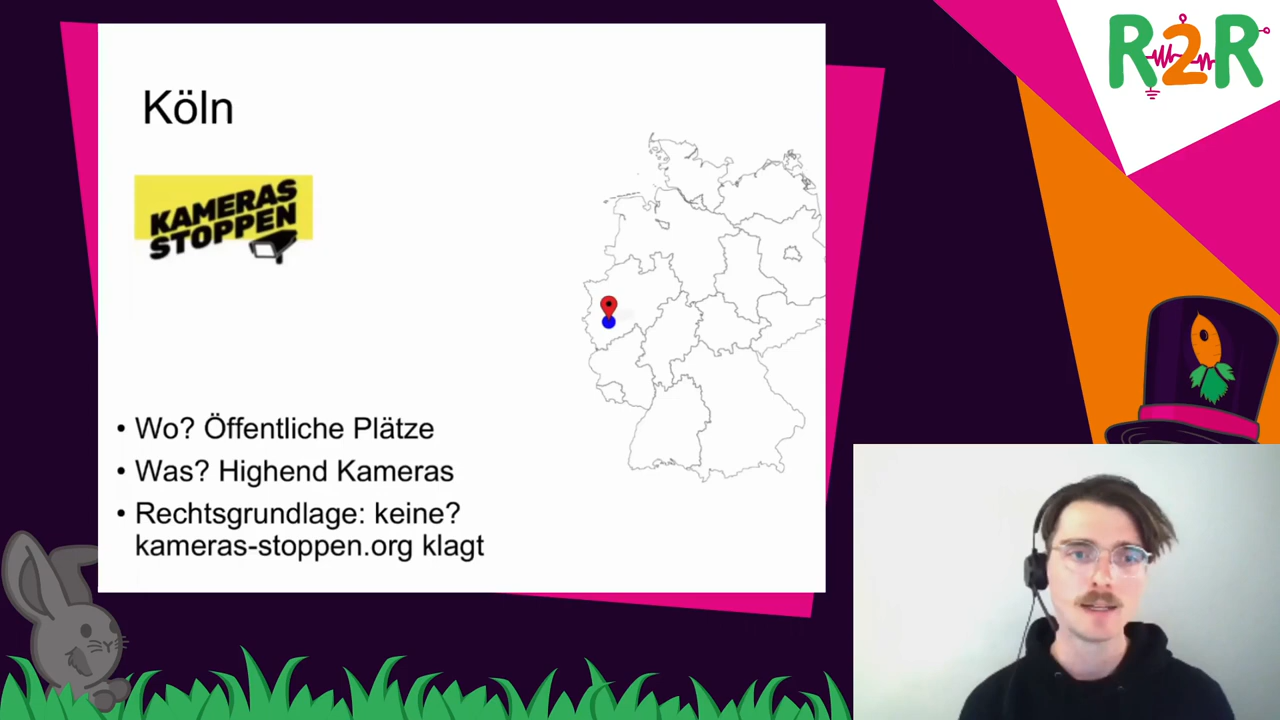 Köln
KAMERAS
STOPPEN
• Wo? Öffentliche Plätze
• Was? Highend Kameras
• Rechtsgrundlage: keine?
kameras-stoppen.org klagt
R2R